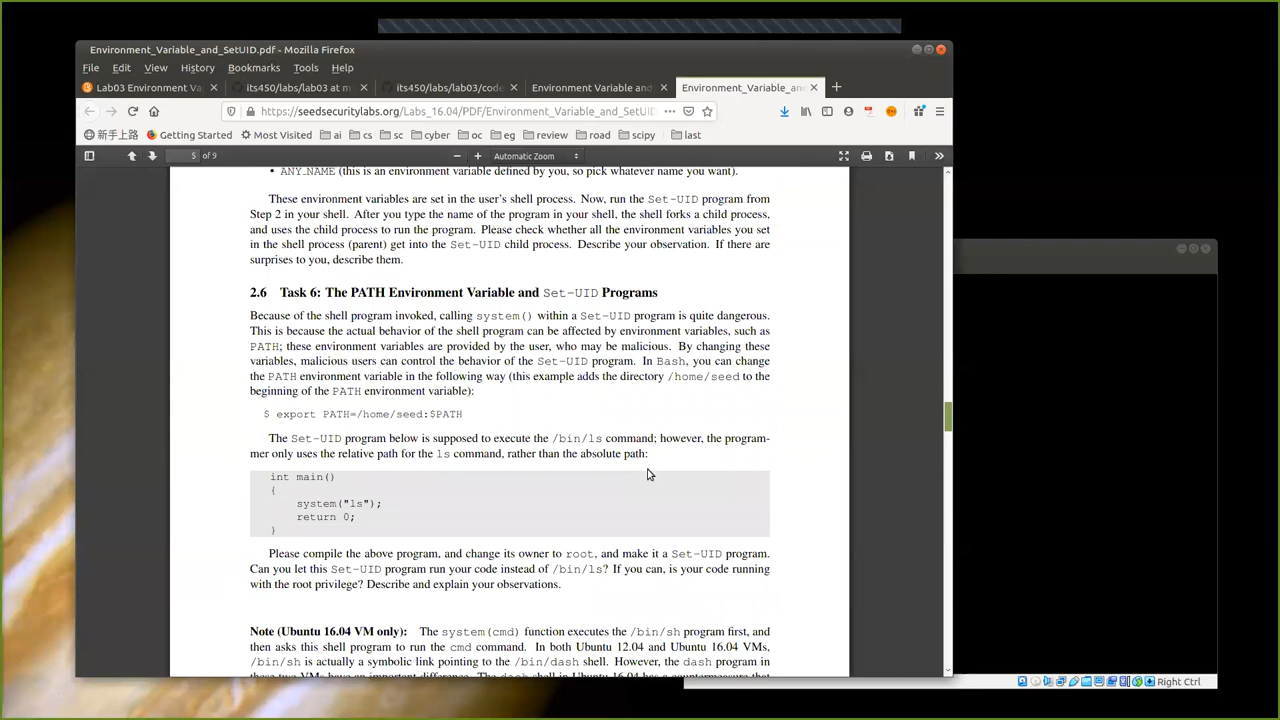 Environment_Variable_and_SetUID.pdf - Mozilla Firefox
File Edit View History Bookmarks Tools Help
Lab03 Environment Va
its450/labs/lab03 at m
its450/labs/lab03/code
Environment Variable and
Environment_Variable_an
https://seedsecuritylabs.org/Labs_16.04/PDF/Environment_Variable_and_SetUID
新手上路 Getting Started Most Visited ai cs sc cyber oc eg review road scipy last
5 of 9 Automatic Zoom
• ANY_NAME (this is an environment variable defined by you, so pick whatever name you want).
These environment variables are set in the user's shell process. Now, run the Set-UID program from
Step 2 in your shell. After you type the name of the program in your shell, the shell forks a child process,
and uses the child process to run the program. Please check whether all the environment variables you set
in the shell process (parent) get into the Set-UID child process. Describe your observation. If there are
surprises to you, describe them.
2.6 Task 6: The PATH Environment Variable and Set-UID Programs
Because of the shell program invoked, calling system() within a Set-UID program is quite dangerous.
This is because the actual behavior of the shell program can be affected by environment variables, such as
PATH; these environment variables are provided by the user, who may be malicious. By changing these
variables, malicious users can control the behavior of the Set-UID program. In Bash, you can change
the PATH environment variable in the following way (this example adds the directory /home/seed to the
beginning of the PATH environment variable):
$ export PATH=/home/seed:$PATH
The Set-UID program below is supposed to execute the /bin/ls command; however, the program-
mer only uses the relative path for the ls command, rather than the absolute path:
int main()
{
system("ls");
return 0;
}
Please compile the above program, and change its owner to root, and make it a Set-UID program.
Can you let this Set-UID program run your code instead of /bin/ls? If you can, is your code running
with the root privilege? Describe and explain your observations.
Note (Ubuntu 16.04 VM only): The system(cmd) function executes the /bin/sh program first, and
then asks this shell program to run the cmd command. In both Ubuntu 12.04 and Ubuntu 16.04 VMs,
/bin/sh is actually a symbolic link pointing to the /bin/dash shell. However, the dash program in
these two VMs have an important difference. The dash shell in Ubuntu 16.04 has a countermeasure that
Right Ctrl